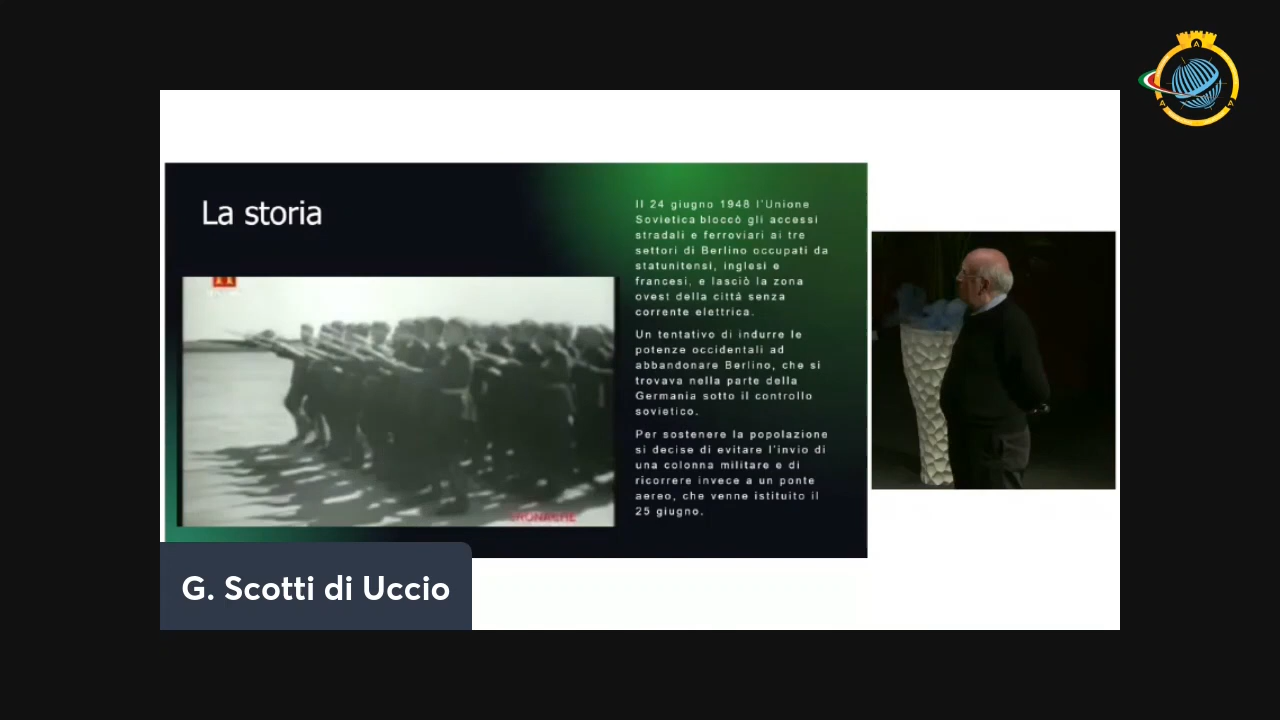 La storia
Il 24 giugno 1948 l'Unione
Sovietica bloccò gli accessi
stradali e ferroviari ai tre
settori di Berlino occupati da
statunitensi, inglesi e
francesi, e lasciò la zona
ovest della città senza
corrente elettrica.
Un tentativo di indurre le
potenze occidentali ad
abbandonare Berlino, che si
trovava nella parte della
Germania sotto il controllo
sovietico.
Per sostenere la popolazione
si decise di evitare l'invio di
una colonna militare e di
ricorrere invece a un ponte
aereo, che venne istituito il
25 giugno.
CRONACHE
G. Scotti di Uccio